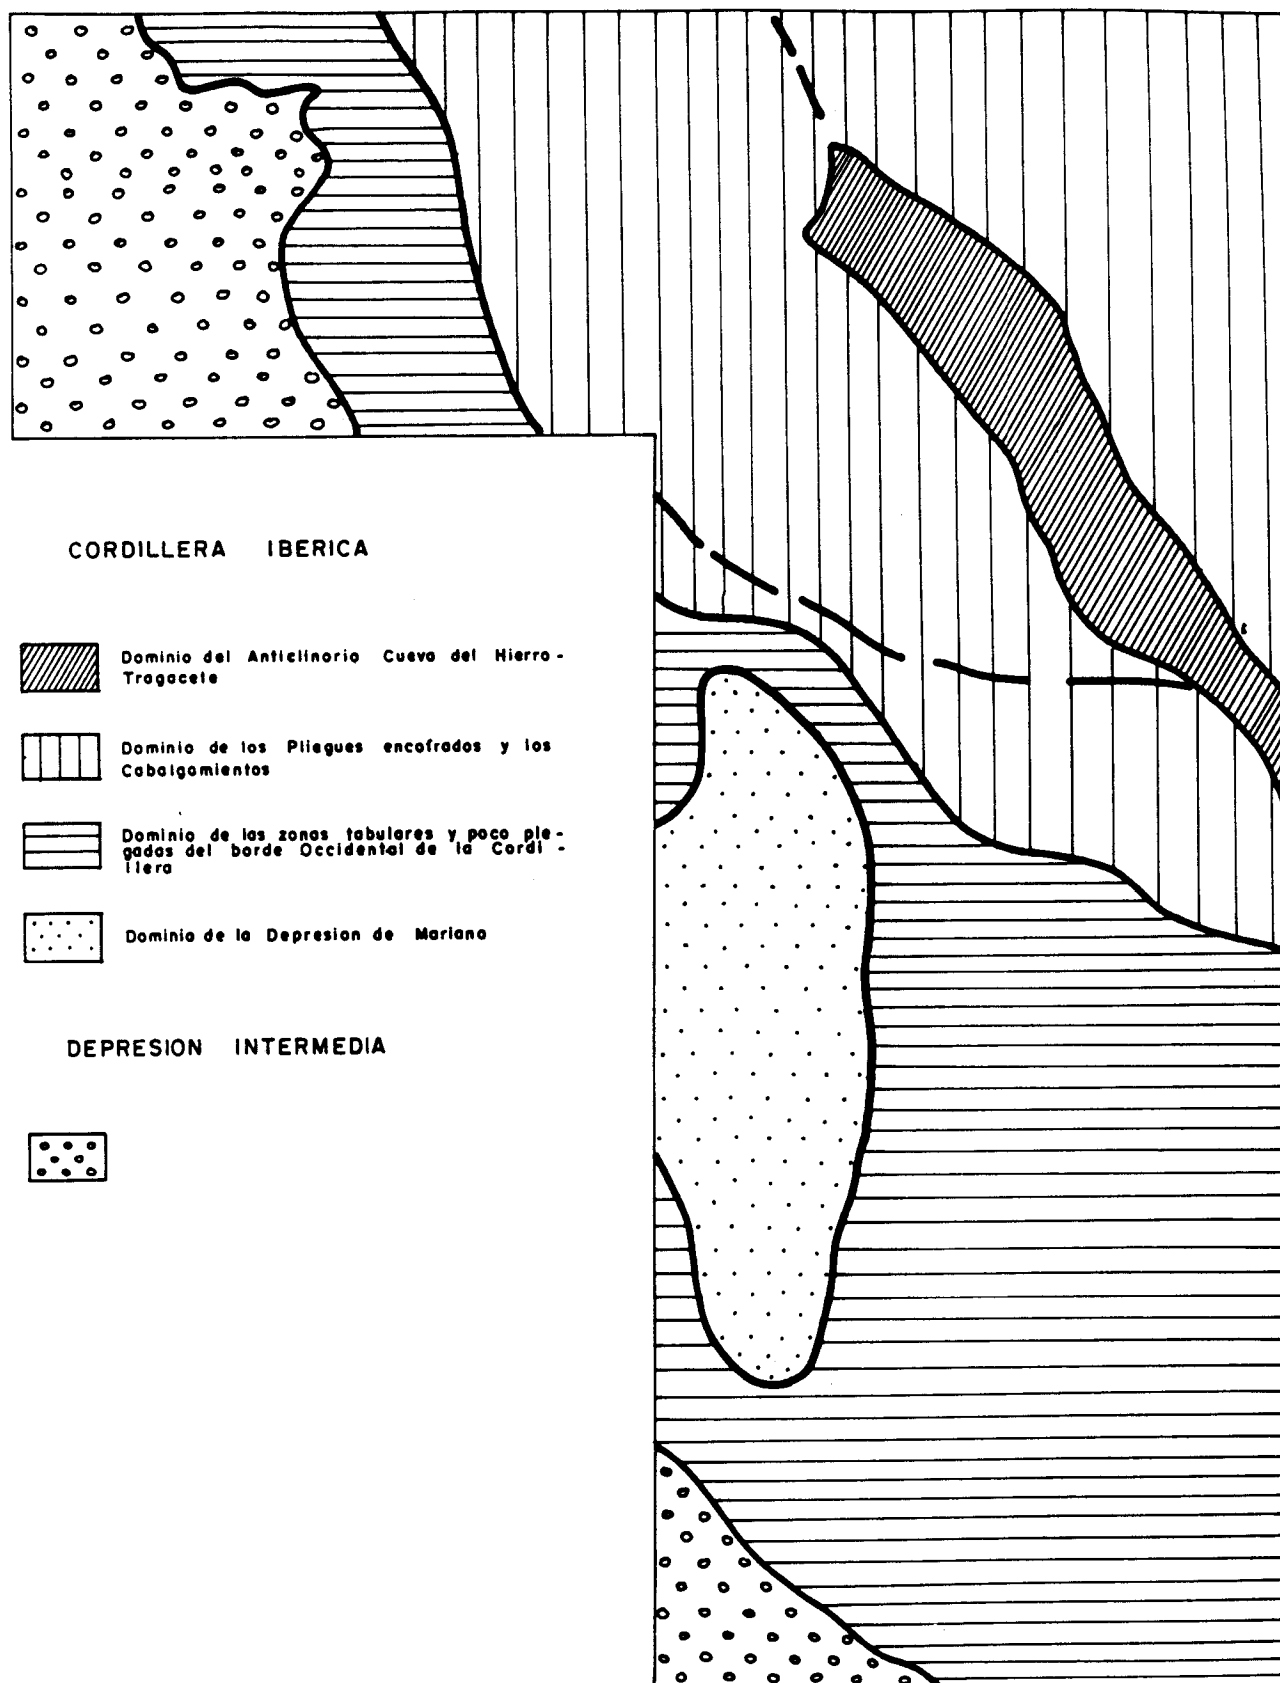 CORDILLERA IBERICA
Dominio del Anticlinorio Cueva del Hierro-
Tragacete
Dominio de los Pliegues encofrados y los
Cabalgamientos
Dominio de las zonas tabulares y poco ple-
gadas del borde Occidental de la Cordi-
llera
Dominio de la Depresion de Mariana
DEPRESION INTERMEDIA